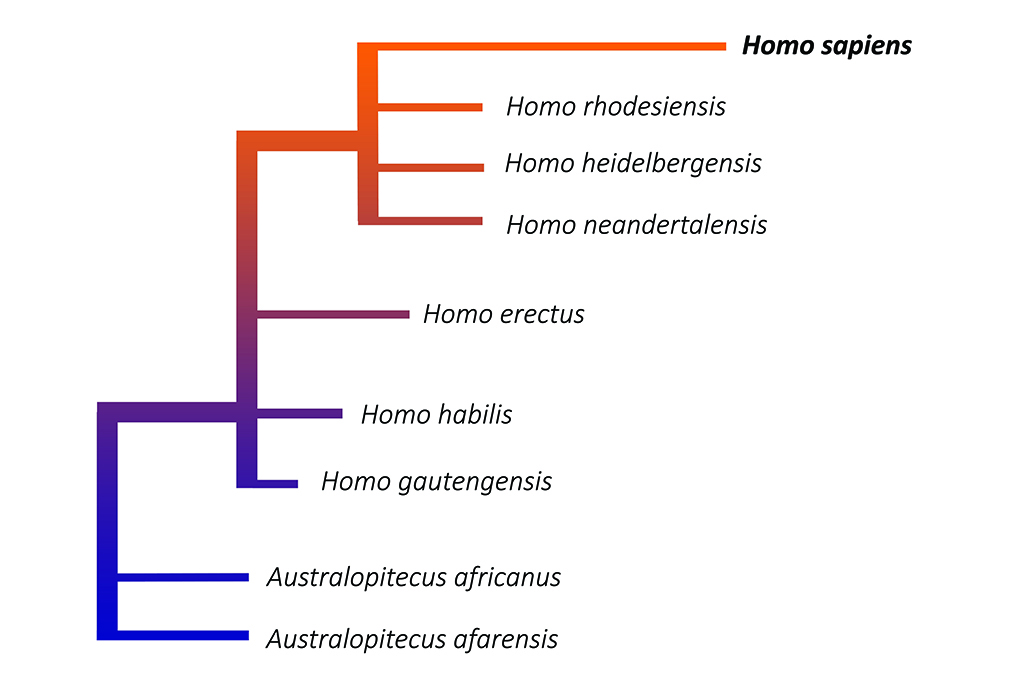 Homo sapiens
Homo rhodesiensis
Homo heidelbergensis
Homo neandertalensis
Homo erectus
Homo habilis
Homo gautengensis
Australopitecus africanus
Australopitecus afarensis